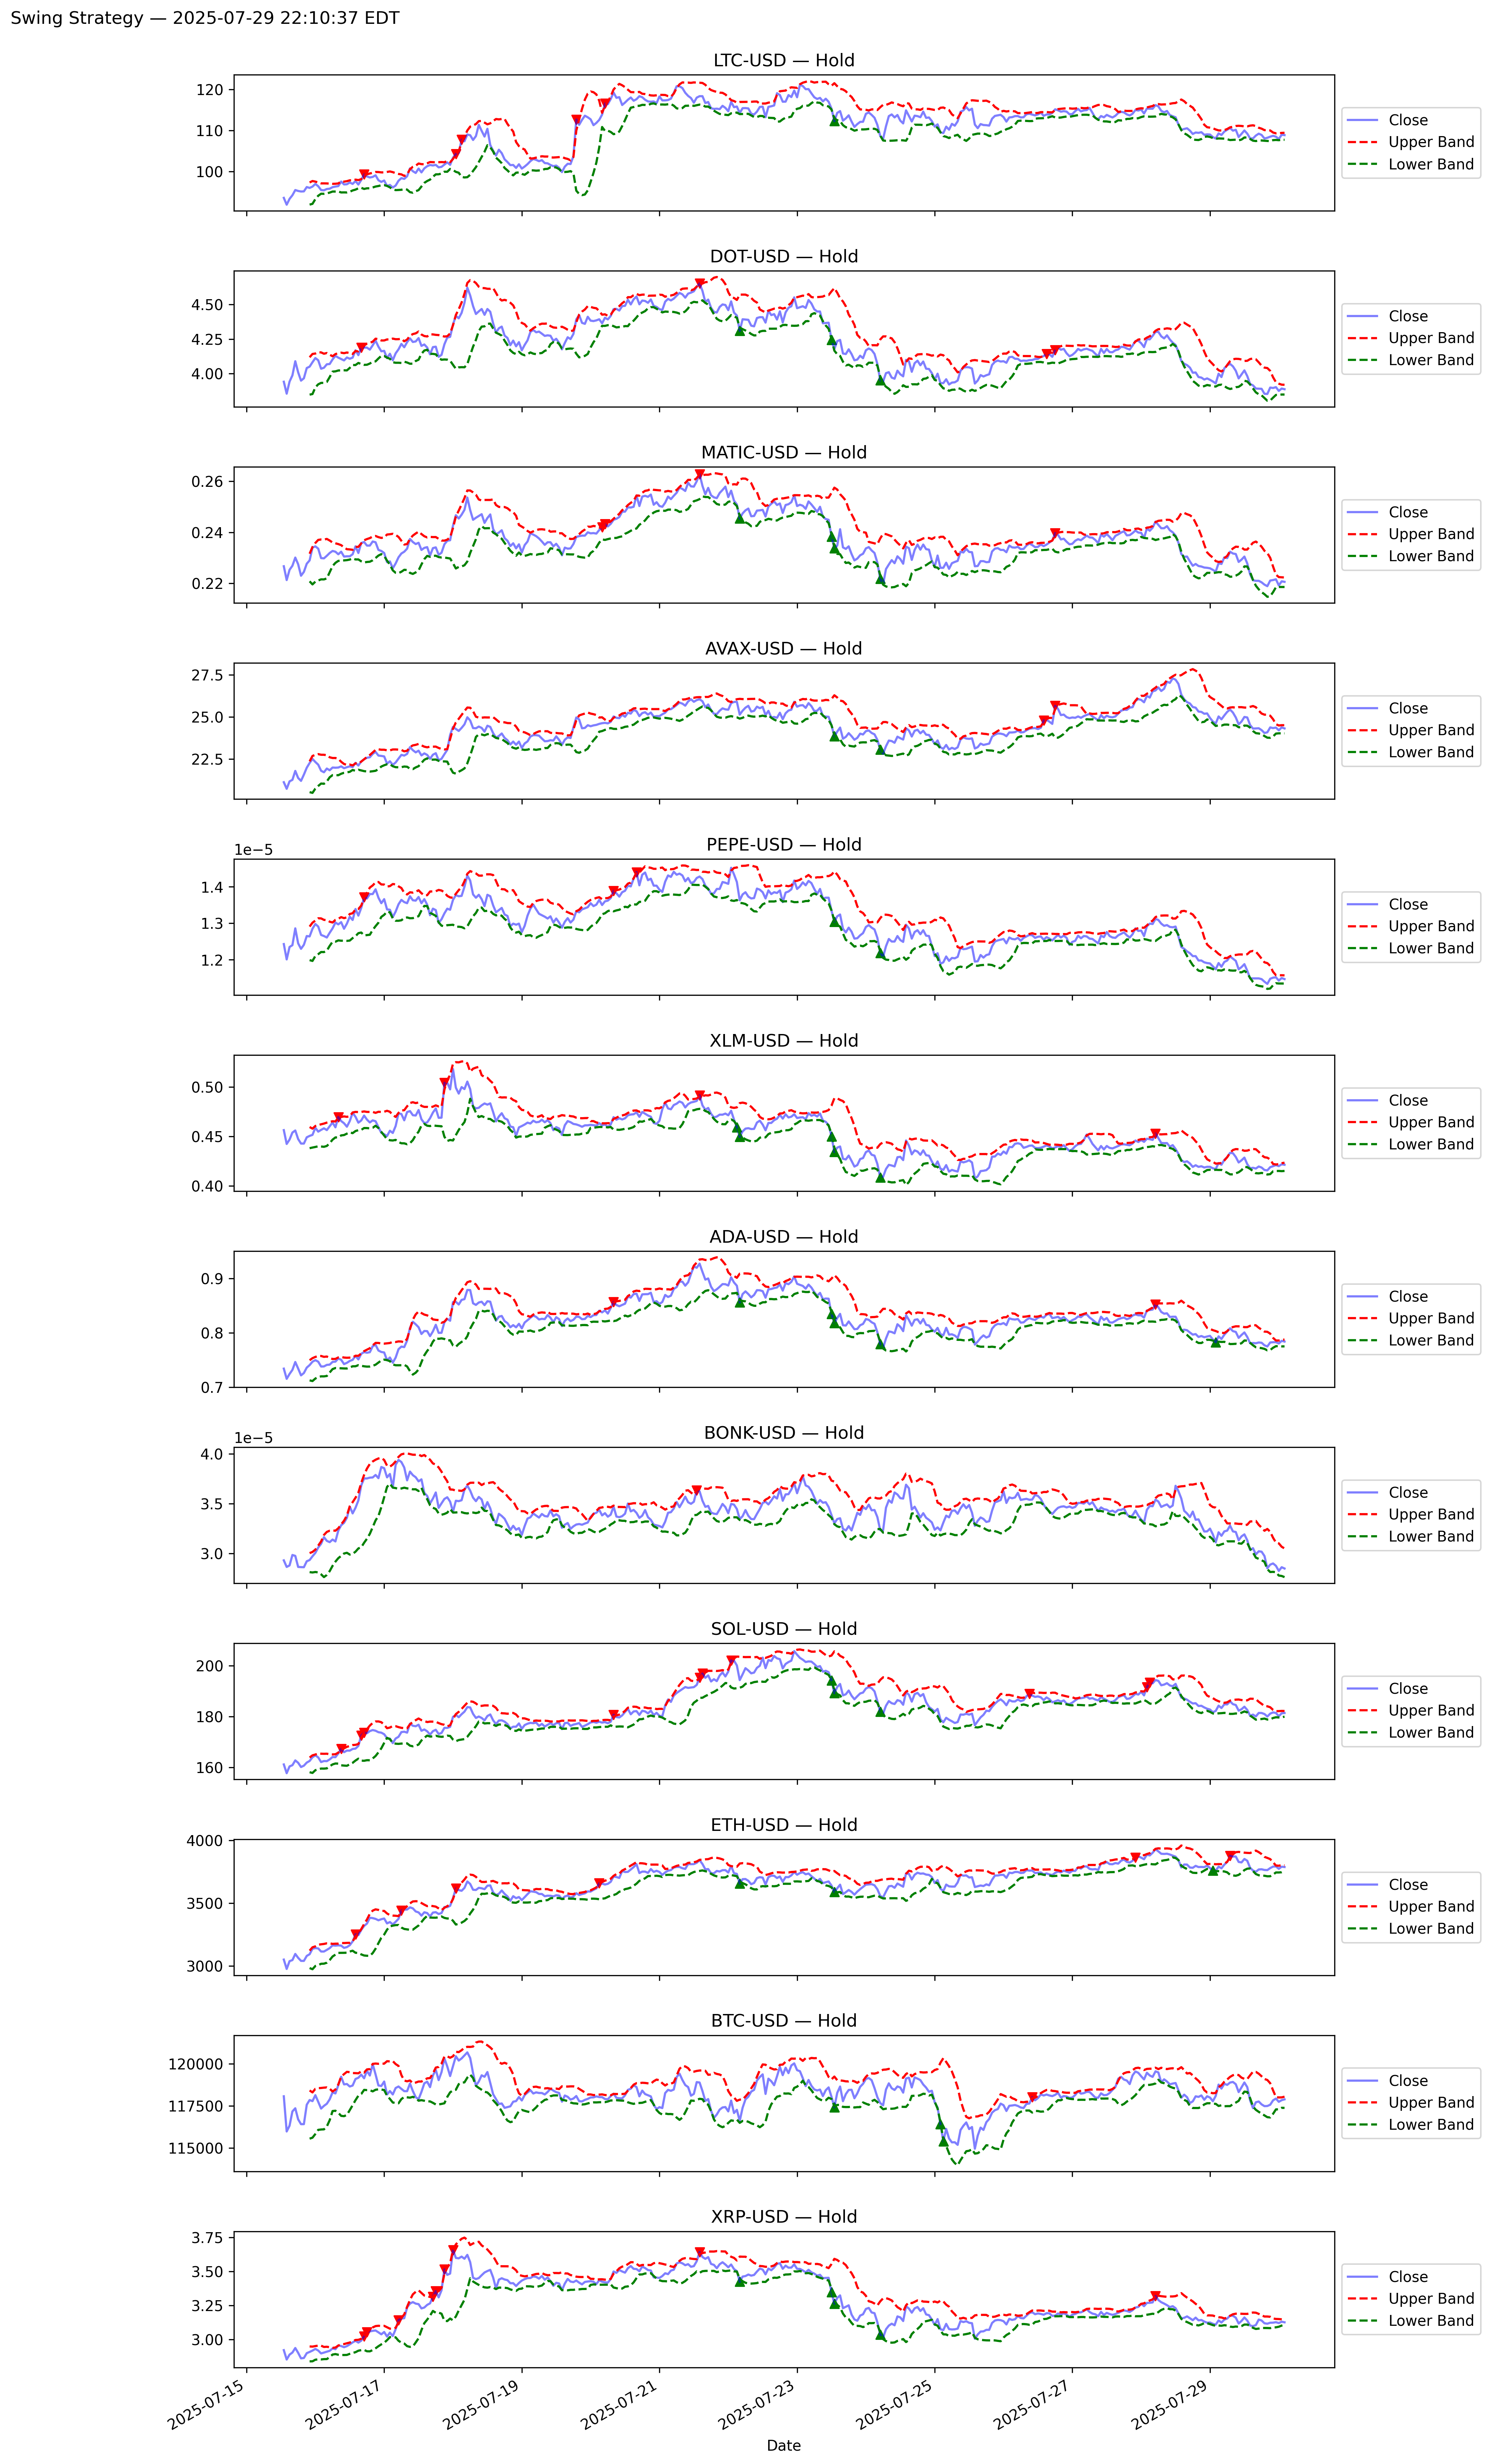 Swing Strategy — 2025-07-29 22:10:37 EDT
LTC-USD — Hold
120
110
100
Close
Upper Band
Lower Band
DOT-USD — Hold
4.50
4.25
4.00
Close
Upper Band
Lower Band
MATIC-USD — Hold
0.26
0.24
0.22
Close
Upper Band
Lower Band
AVAX-USD — Hold
27.5
25.0
22.5
Close
Upper Band
Lower Band
PEPE-USD — Hold
1e−5
1.4
1.3
1.2
Close
Upper Band
Lower Band
XLM-USD — Hold
0.50
0.45
0.40
Close
Upper Band
Lower Band
ADA-USD — Hold
0.9
0.8
0.7
Close
Upper Band
Lower Band
BONK-USD — Hold
1e−5
4.0
3.5
3.0
Close
Upper Band
Lower Band
SOL-USD — Hold
200
180
160
Close
Upper Band
Lower Band
ETH-USD — Hold
4000
3500
3000
Close
Upper Band
Lower Band
BTC-USD — Hold
120000
117500
115000
Close
Upper Band
Lower Band
XRP-USD — Hold
3.75
3.50
3.25
3.00
Close
Upper Band
Lower Band
2025-07-15
2025-07-17
2025-07-19
2025-07-21
2025-07-23
2025-07-25
2025-07-27
2025-07-29
Date